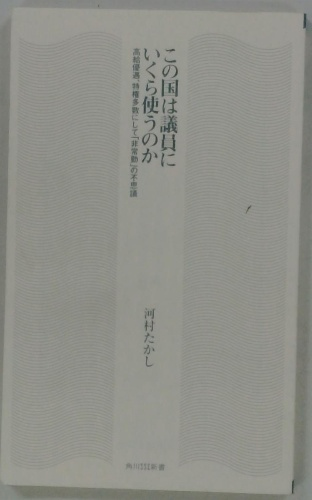 この国は議員に
いくら使うのか
高給優遇、特権多数にして「非常勤」の不思議
河村たかし
角川SSC新書